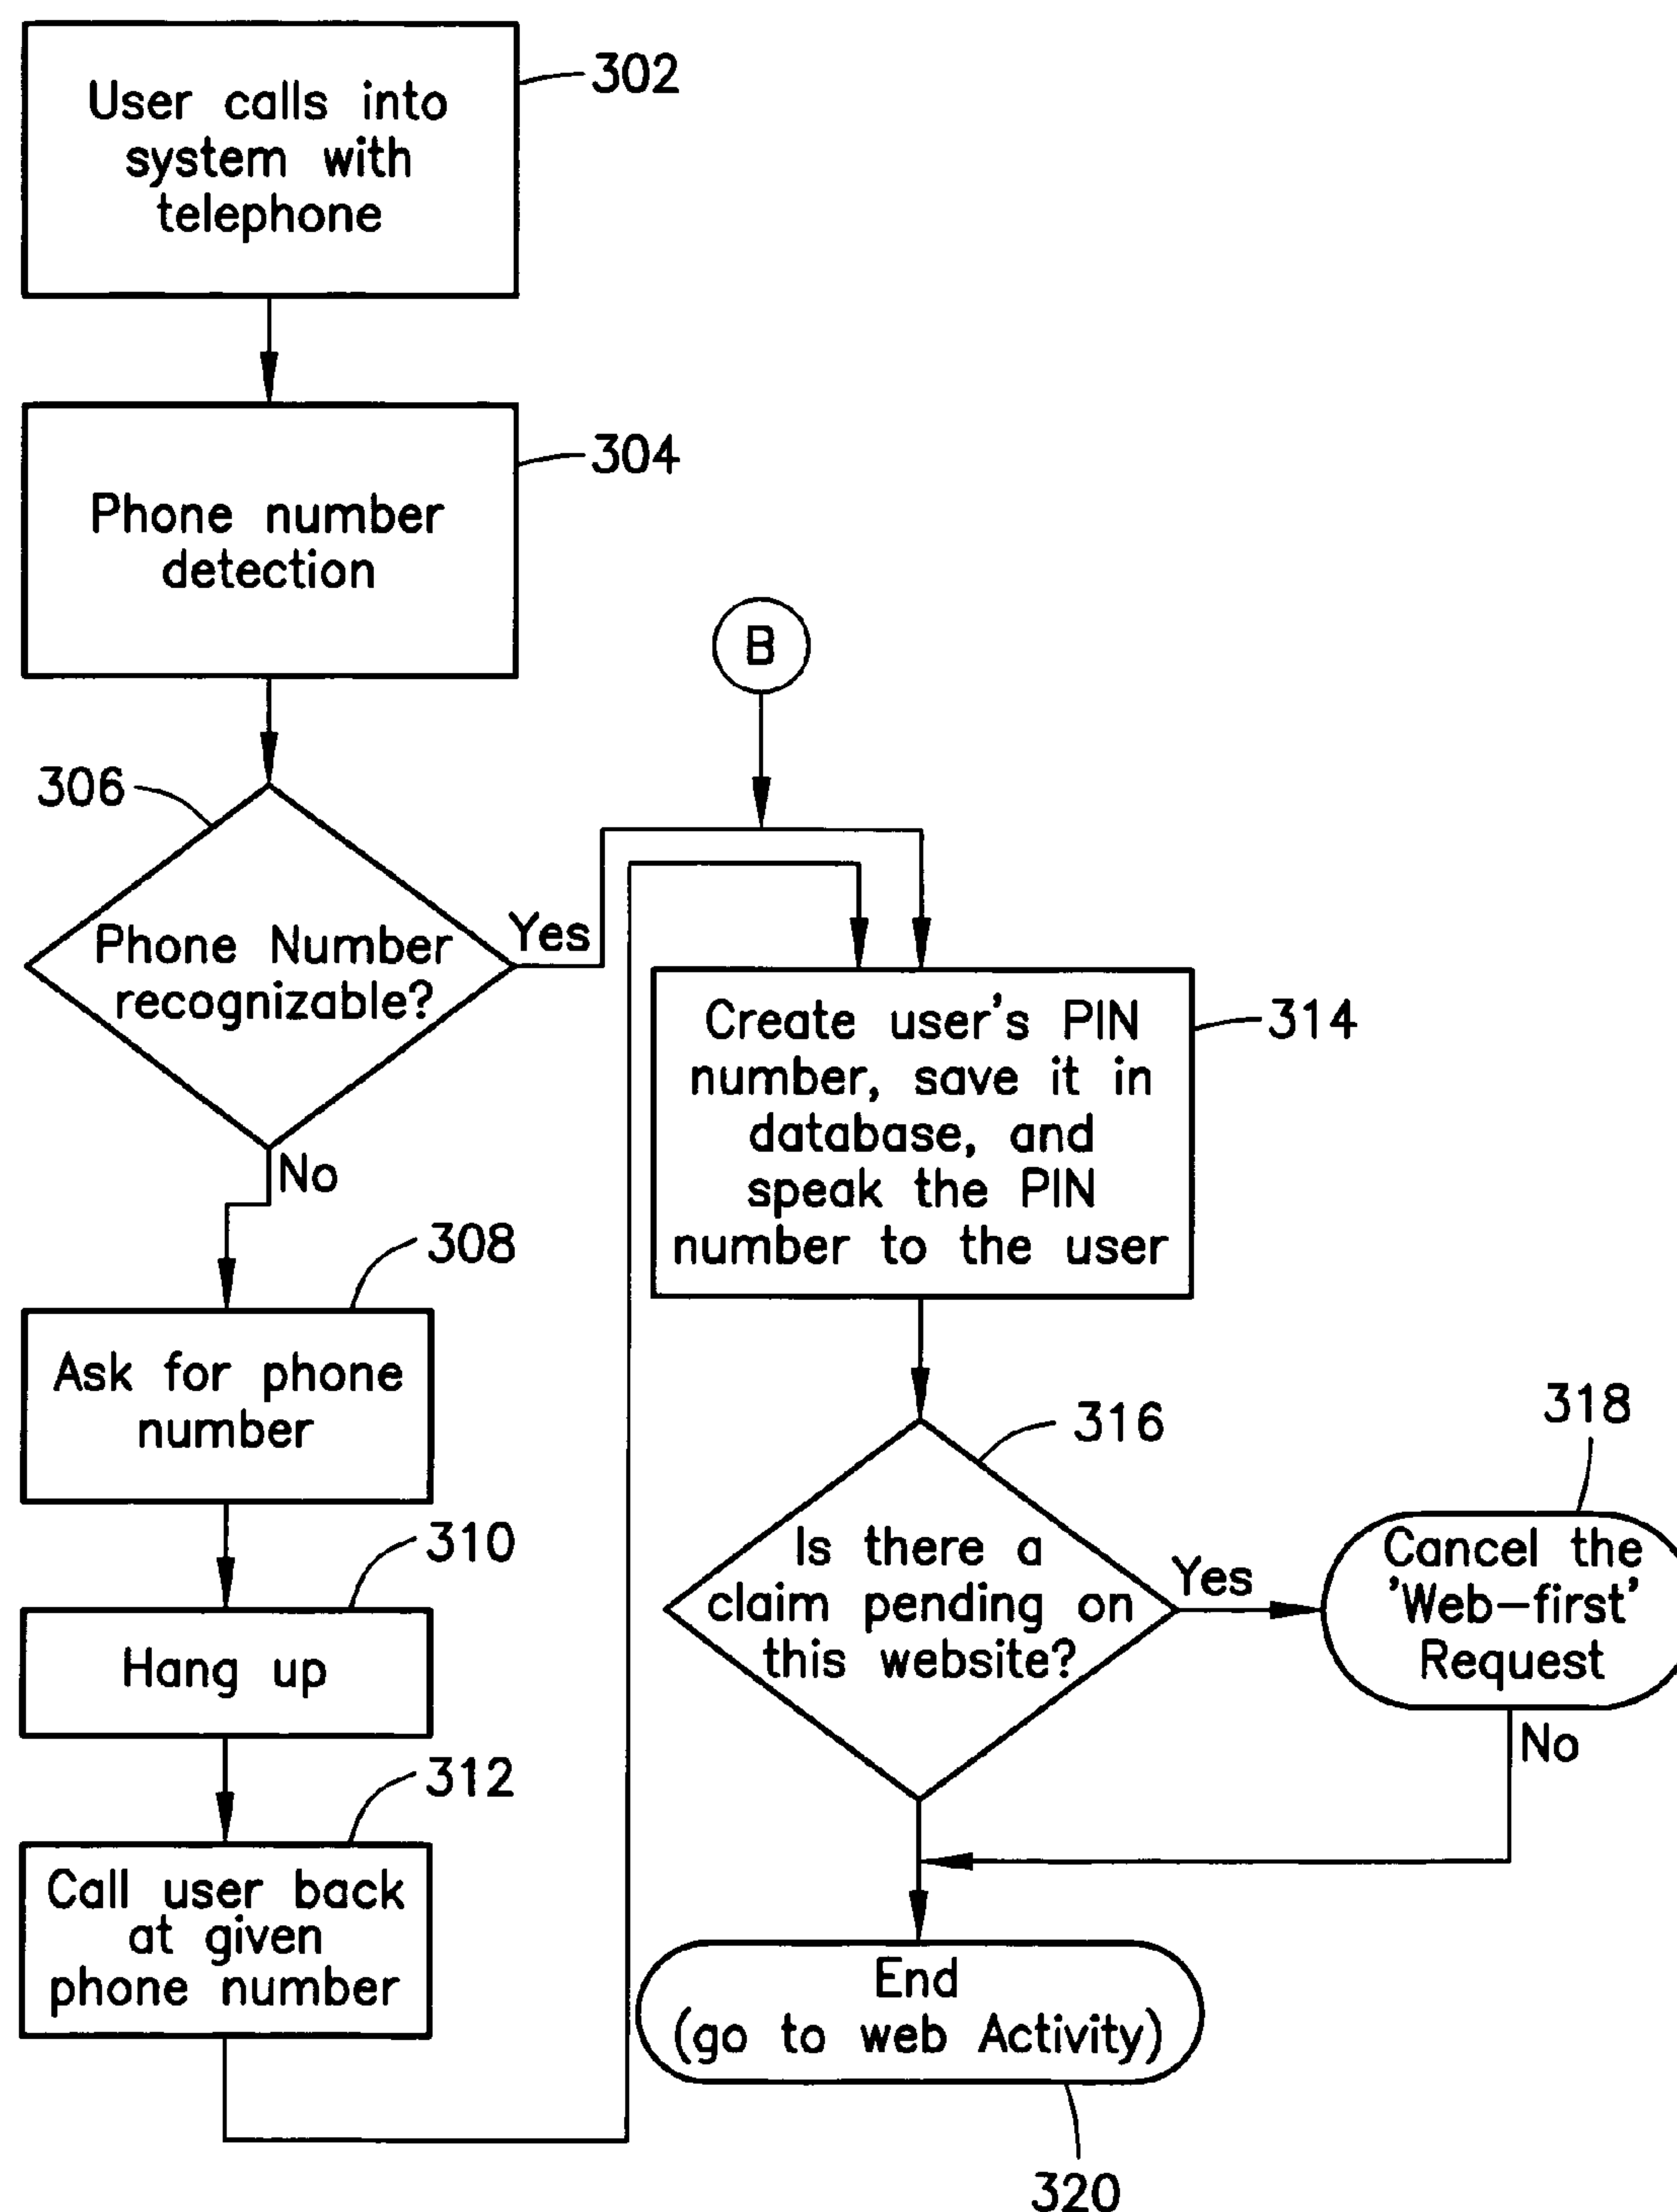 User calls into
system with
telephone
302
Phone number
detection
304
B
306
Phone Number
recognizable?
Yes
No
308
Ask for phone
number
310
Hang up
312
Call user back
at given
phone number
Create user's PIN
number, save it in
database, and
speak the PIN
number to the user
314
316
Is there a
claim pending on
this website?
Yes
318
Cancel the
'Web-first'
Request
No
End
(go to web Activity)
320